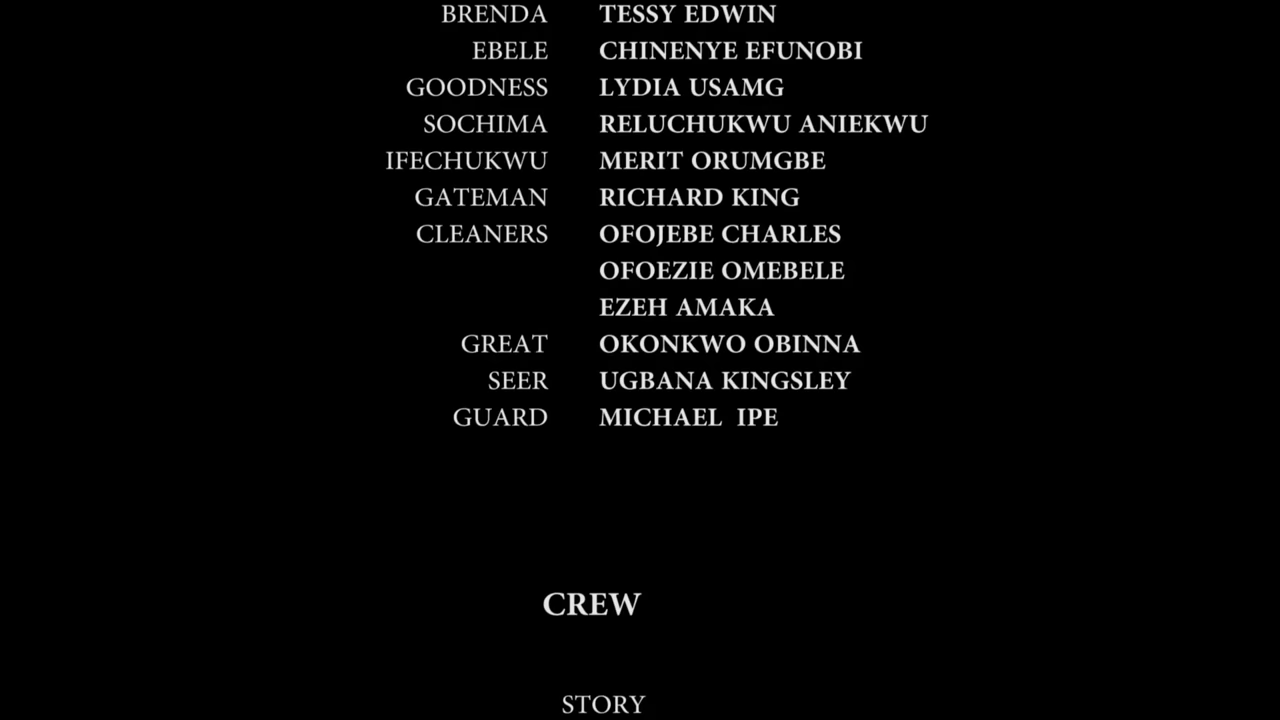 BRENDA TESSY EDWIN
EBELE CHINENYE EFUNOBI
GOODNESS LYDIA USAMG
SOCHIMA RELUCHUKWU ANIEKWU
IFECHUKWU MERIT ORUMGBE
GATEMAN RICHARD KING
CLEANERS OFOJEBE CHARLES
OFOEZIE OMEBELE
EZEH AMAKA
GREAT OKONKWO OBINNA
SEER UGBANA KINGSLEY
GUARD MICHAEL IPE
CREW
STORY